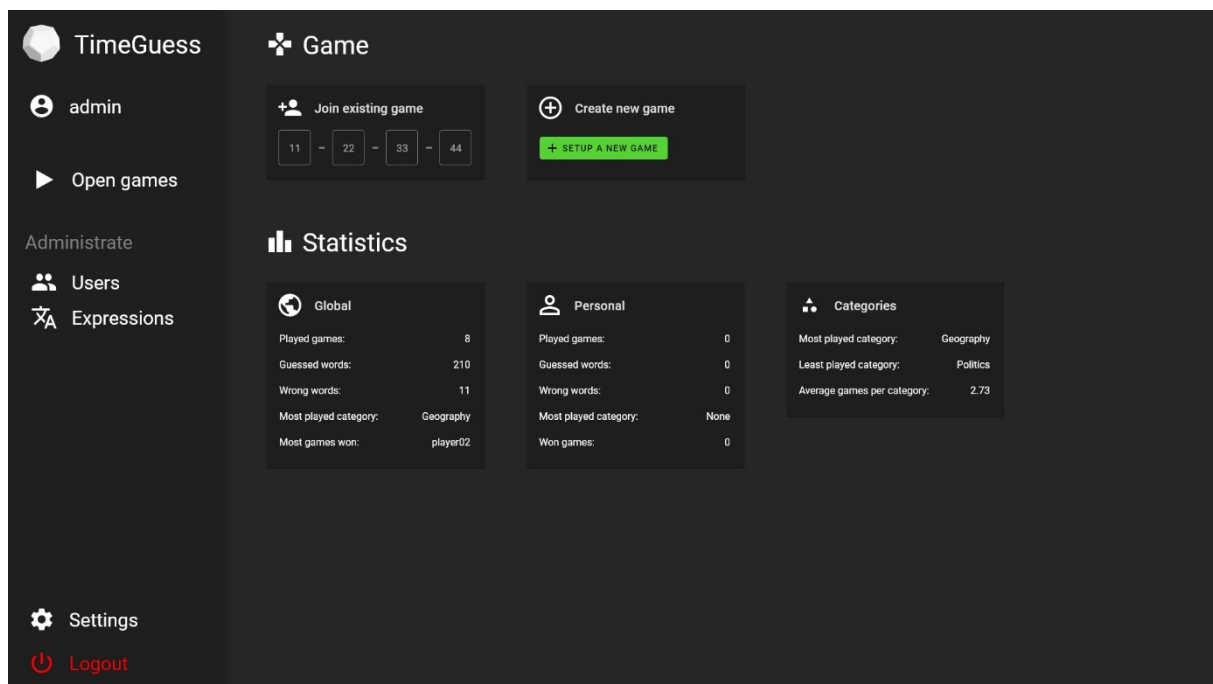 TimeGuess
admin
Open games
Administrate
Users
Expressions
Settings
Logout
Game
Join existing game
11 – 22 – 33 – 44
Create new game
+ SETUP A NEW GAME
Statistics
Global
Played games: 8
Guessed words: 210
Wrong words: 11
Most played category: Geography
Most games won: player02
Personal
Played games: 0
Guessed words: 0
Wrong words: 0
Most played category: None
Won games: 0
Categories
Most played category: Geography
Least played category: Politics
Average games per category: 2.73